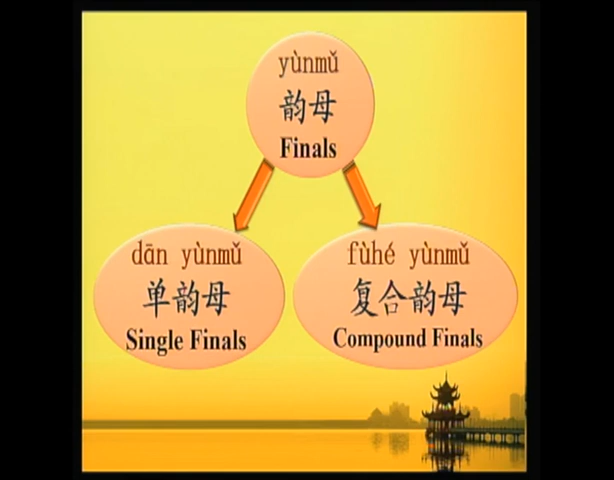 yùnmǔ
韵母
Finals
dān yùnmǔ
单韵母
Single Finals
fùhé yùnmǔ
复合韵母
Compound Finals